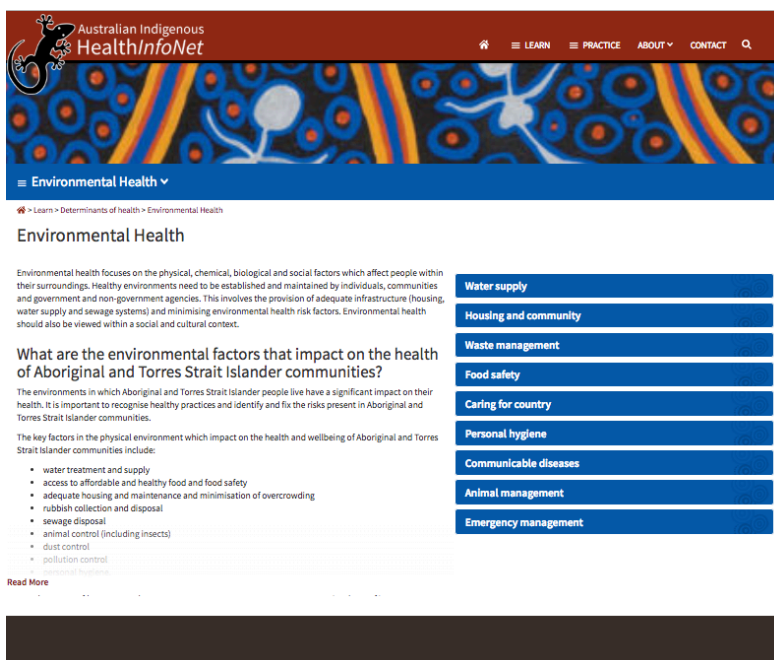 Australian Indigenous
HealthInfoNet
LEARN
PRACTICE
ABOUT
CONTACT
Environmental Health
> Learn > Determinants of health > Environmental Health
Environmental Health
Environmental health focuses on the physical, chemical, biological and social factors which affect people within
their surroundings. Healthy environments need to be established and maintained by individuals, communities
and government and non-government agencies. This involves the provision of adequate infrastructure (housing,
water supply and sewage systems) and minimising environmental health risk factors. Environmental health
should also be viewed within a social and cultural context.
What are the environmental factors that impact on the health
of Aboriginal and Torres Strait Islander communities?
The environments in which Aboriginal and Torres Strait Islander people live have a significant impact on their
health. It is important to recognise healthy practices and identify and fix the risks present in Aboriginal and
Torres Strait Islander communities.
The key factors in the physical environment which impact on the health and wellbeing of Aboriginal and Torres
Strait Islander communities include:
water treatment and supply
access to affordable and healthy food and food safety
adequate housing and maintenance and minimisation of overcrowding
rubbish collection and disposal
sewage disposal
animal control (including insects)
dust control
pollution control
personal hygiene
Read More
Water supply
Housing and community
Waste management
Food safety
Caring for country
Personal hygiene
Communicable diseases
Animal management
Emergency management